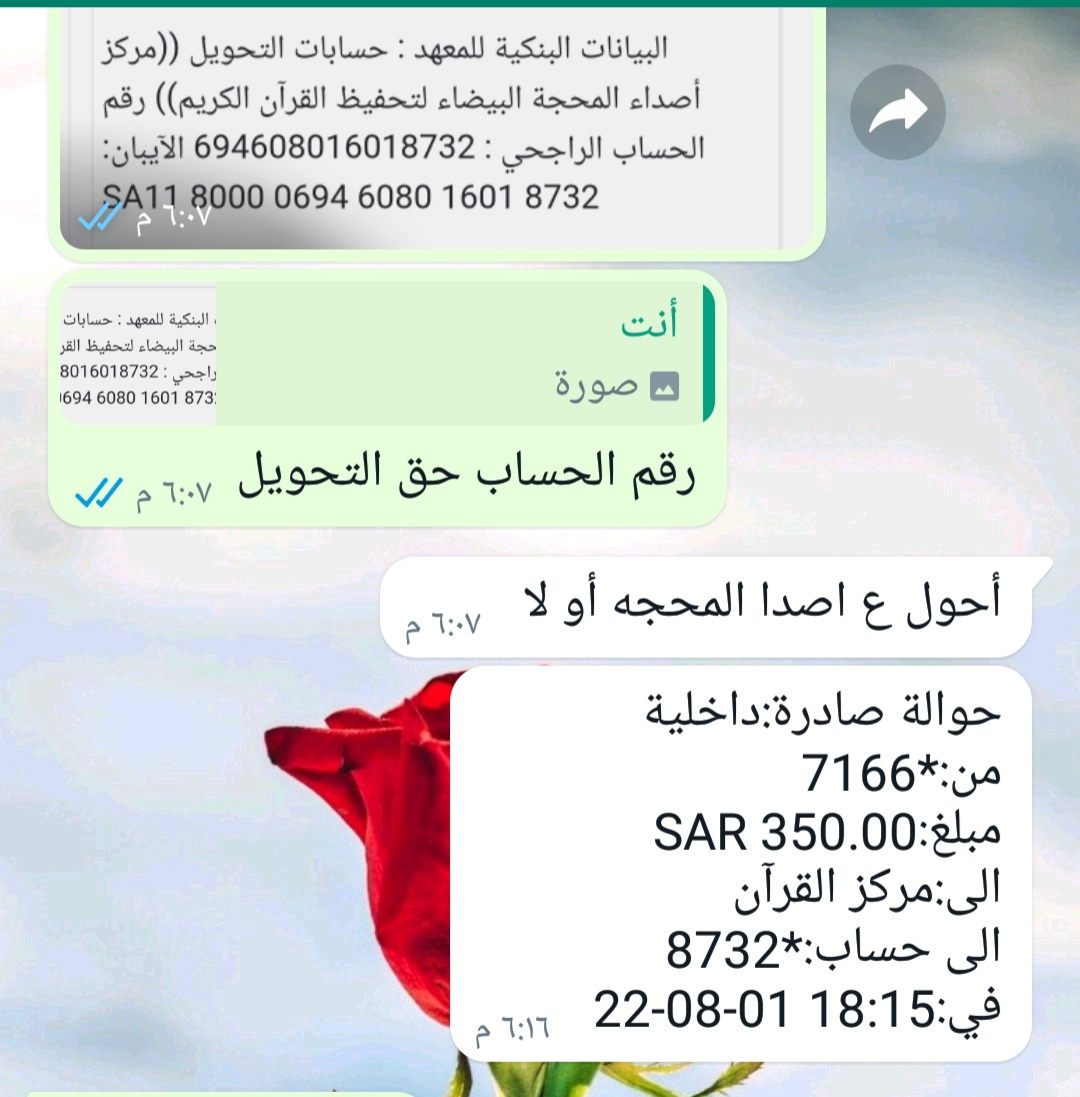 البيانات البنكية للمعهد : حسابات التحويل ((مركز
أصداء المحجة البيضاء لتحفيظ القرآن الكريم)) رقم
الحساب الراجحي : 694608016018732 الآيبان:
SA11 8000 0694 6080 1601 8732
٦:٠٧ م
أنت
صورة
البنكية للمعهد : حسابات
حجة البيضاء لتحفيظ القر
راجحي : 8016018732
0694 6080 1601 873
رقم الحساب حق التحويل
٦:٠٧ م
أحول ع اصدا المحجه أو لا
٦:٠٧ م
حوالة صادرة:داخلية
من:*7166
مبلغ:SAR 350.00
الى:مركز القرآن
الى حساب:*8732
في:22-08-01 18:15
٦:١٦ م